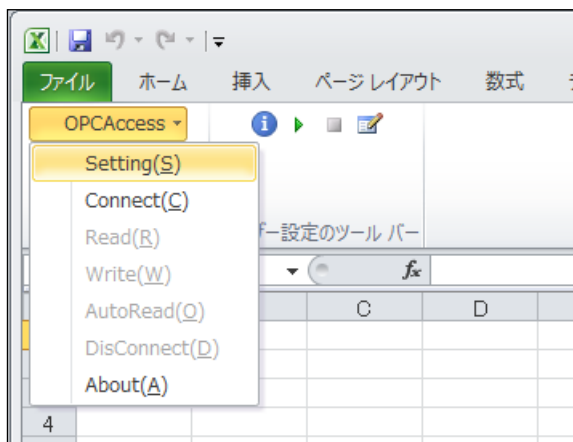 ファイル ホーム 挿入 ページ レイアウト 数式
OPCAccess
Setting(S)
Connect(C)
Read(R)
Write(W)
AutoRead(O)
DisConnect(D)
About(A)
ザー設定のツール バー
fx
C D
4